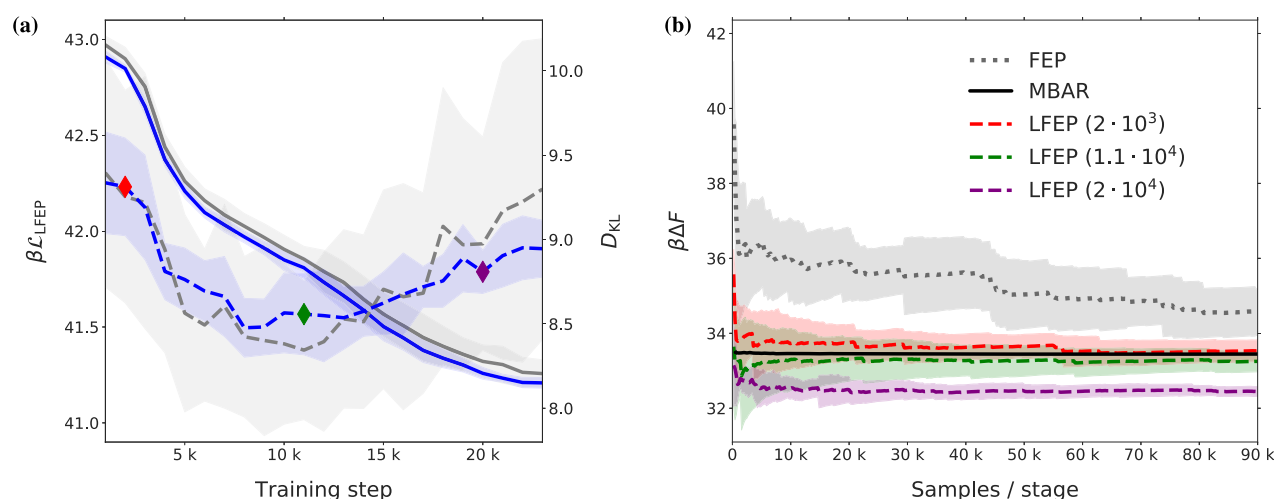 (a)
43.0
42.5
42.0
41.5
41.0
βℒ_LFEP
10.0
9.5
9.0
8.5
8.0
D_KL
5 k
10 k
15 k
20 k
Training step
(b)
42
40
38
36
34
32
βΔF
FEP
MBAR
LFEP (2 · 10³)
LFEP (1.1 · 10⁴)
LFEP (2 · 10⁴)
0
10 k
20 k
30 k
40 k
50 k
60 k
70 k
80 k
90 k
Samples / stage